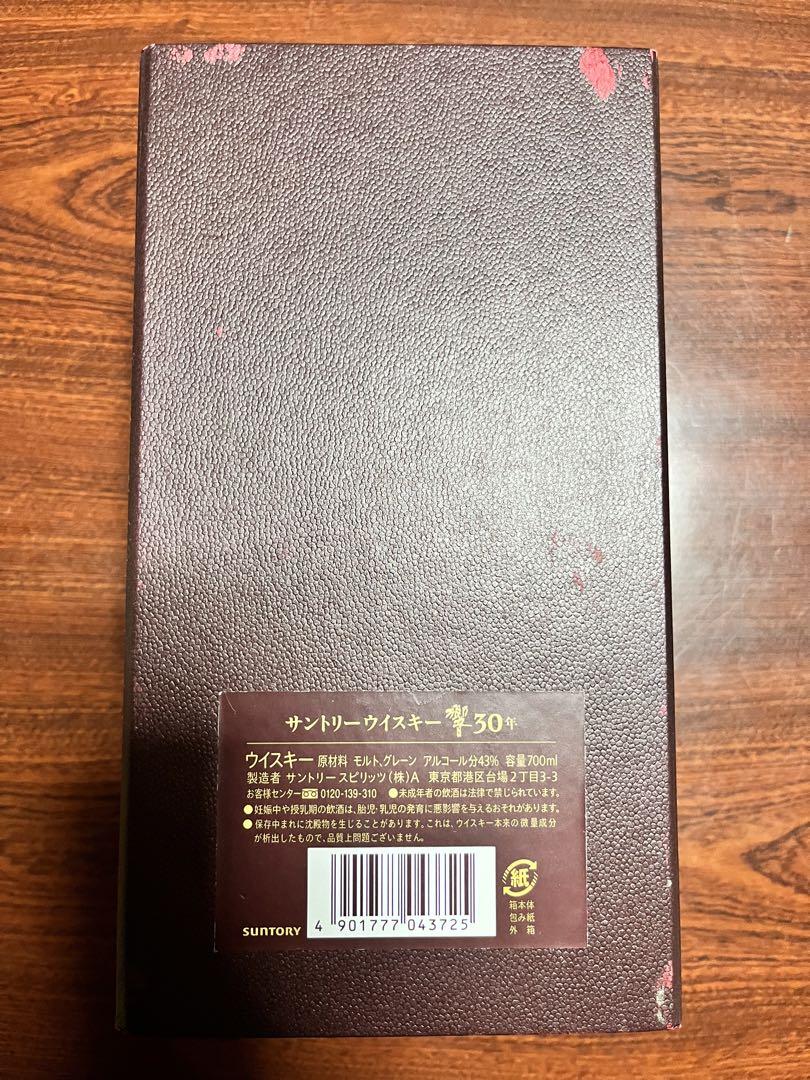 サントリーウイスキー 響 30年
ウイスキー 原材料 モルト、グレーン アルコール分43% 容量700ml
製造者 サントリースピリッツ(株)A 東京都港区台場2丁目3-3
お客様センター 0120-139-310 ●未成年者の飲酒は法律で禁じられています。
●妊娠中や授乳期の飲酒は、胎児・乳児の発育に悪影響を与えるおそれがあります。
●保存中まれに沈殿物を生じることがあります。これは、ウイスキー本来の微量成分
が析出したもので、品質上問題ございません。
紙
箱本体
包み紙
外箱
SUNTORY
4 901777 043725